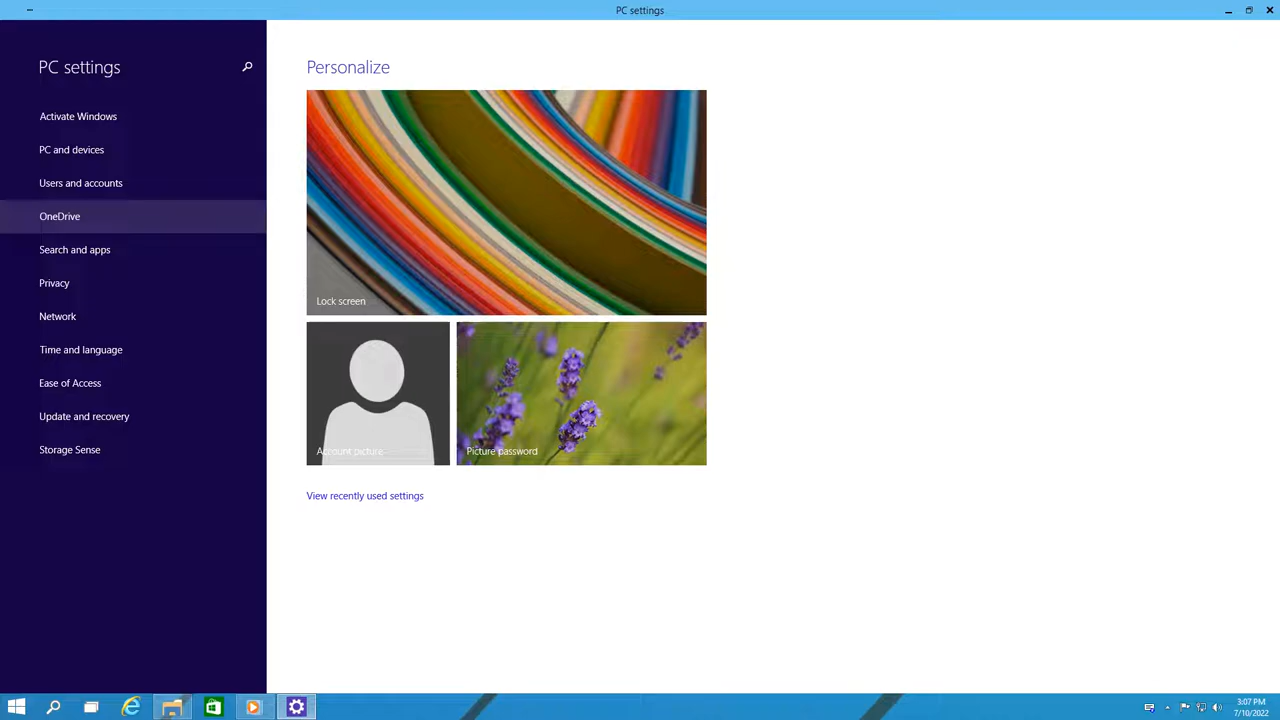 PC settings
PC settings
Activate Windows
PC and devices
Users and accounts
OneDrive
Search and apps
Privacy
Network
Time and language
Ease of Access
Update and recovery
Storage Sense
Personalize
Lock screen
Account picture
Picture password
View recently used settings
3:07 PM
7/10/2022